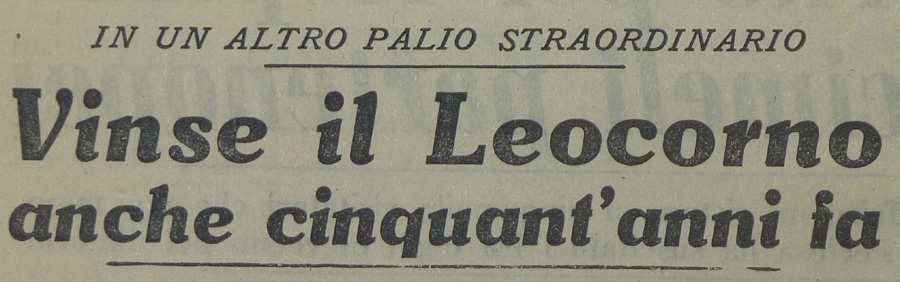 IN UN ALTRO PALIO STRAORDINARIO
Vinse il Leocorno
anche cinquant'anni fa